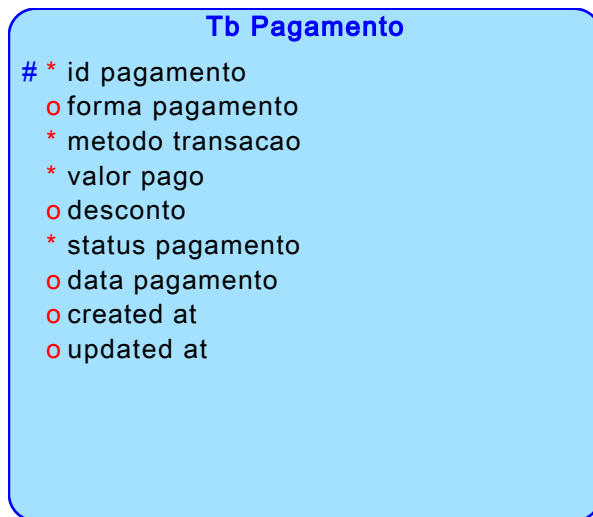 Tb Pagamento
# * id pagamento
o forma pagamento
* metodo transacao
* valor pago
o desconto
* status pagamento
o data pagamento
o created at
o updated at